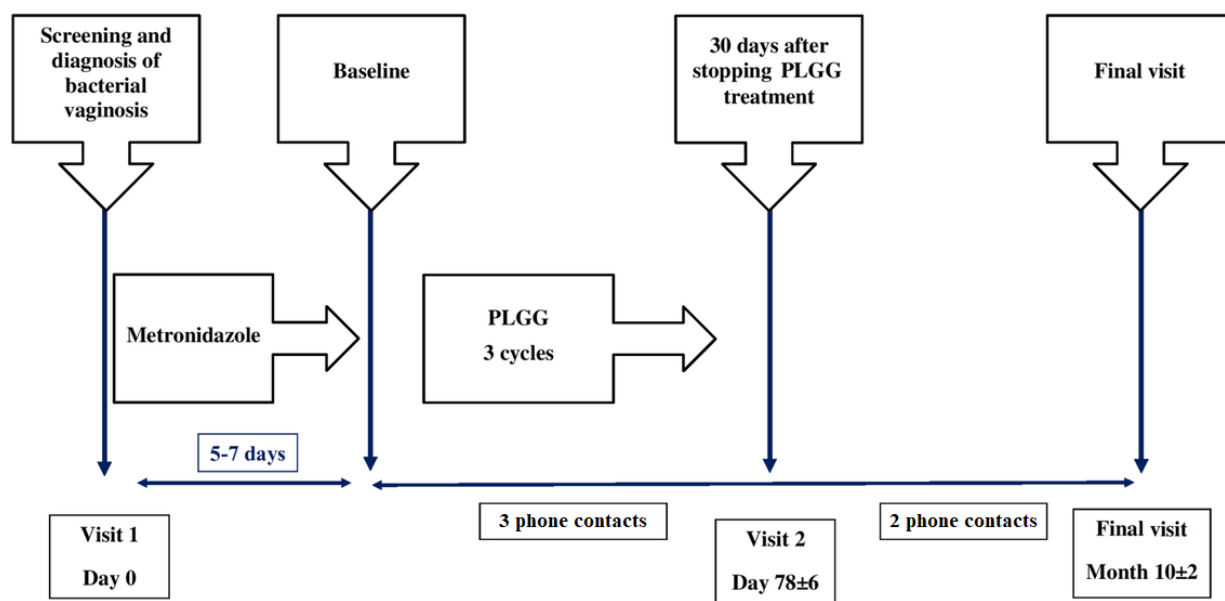 Screening and
diagnosis of
bacterial
vaginosis
Baseline
30 days after
stopping PLGG
treatment
Final visit
Metronidazole
PLGG
3 cycles
5-7 days
3 phone contacts
2 phone contacts
Visit 1
Day 0
Visit 2
Day 78±6
Final visit
Month 10±2